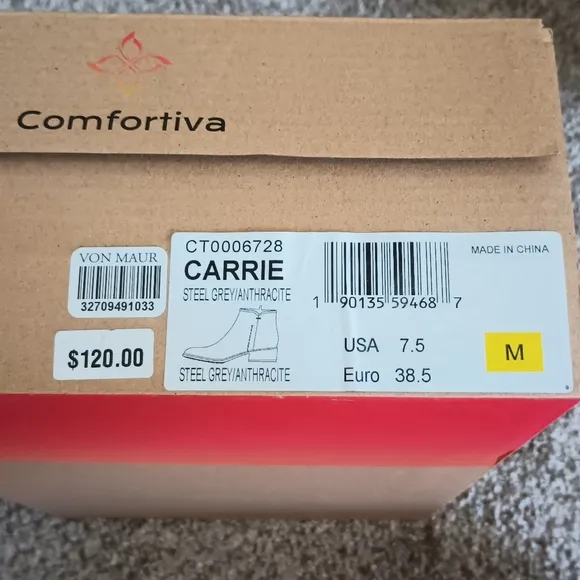 Comfortiva
VON MAUR
32709491033
$120.00
CT0006728
CARRIE
STEEL GREY/ANTHRACITE
STEEL GREY/ANTHRACITE
1 90135 59468 7
MADE IN CHINA
USA 7.5
Euro 38.5
M